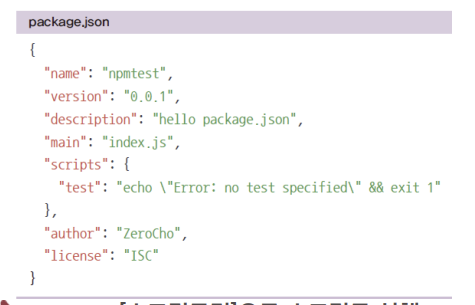 package.json
{
  "name": "npmtest",
  "version": "0.0.1",
  "description": "hello package.json",
  "main": "index.js",
  "scripts": {
    "test": "echo \"Error: no test specified\" && exit 1"
  },
  "author": "ZeroCho",
  "license": "ISC"
}